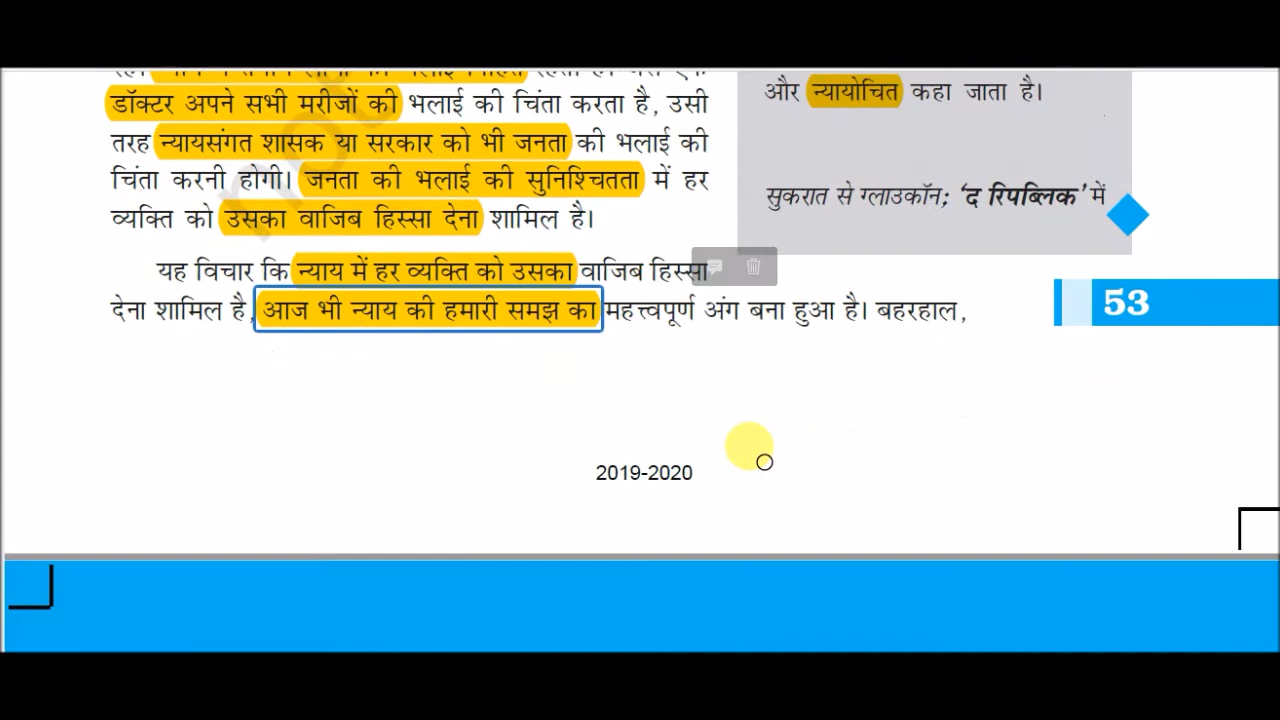 डॉक्टर अपने सभी मरीजों की भलाई की चिंता करता है, उसी
तरह न्यायसंगत शासक या सरकार को भी जनता की भलाई की
चिंता करनी होगी। जनता की भलाई की सुनिश्चितता में हर
व्यक्ति को उसका वाजिब हिस्सा देना शामिल है।
यह विचार कि न्याय में हर व्यक्ति को उसका वाजिब हिस्सा
देना शामिल है, आज भी न्याय की हमारी समझ का महत्त्वपूर्ण अंग बना हुआ है। बहरहाल,
और न्यायोचित कहा जाता है।
सुकरात से ग्लाउकॉन; ‘द रिपब्लिक’ में
53
2019-2020